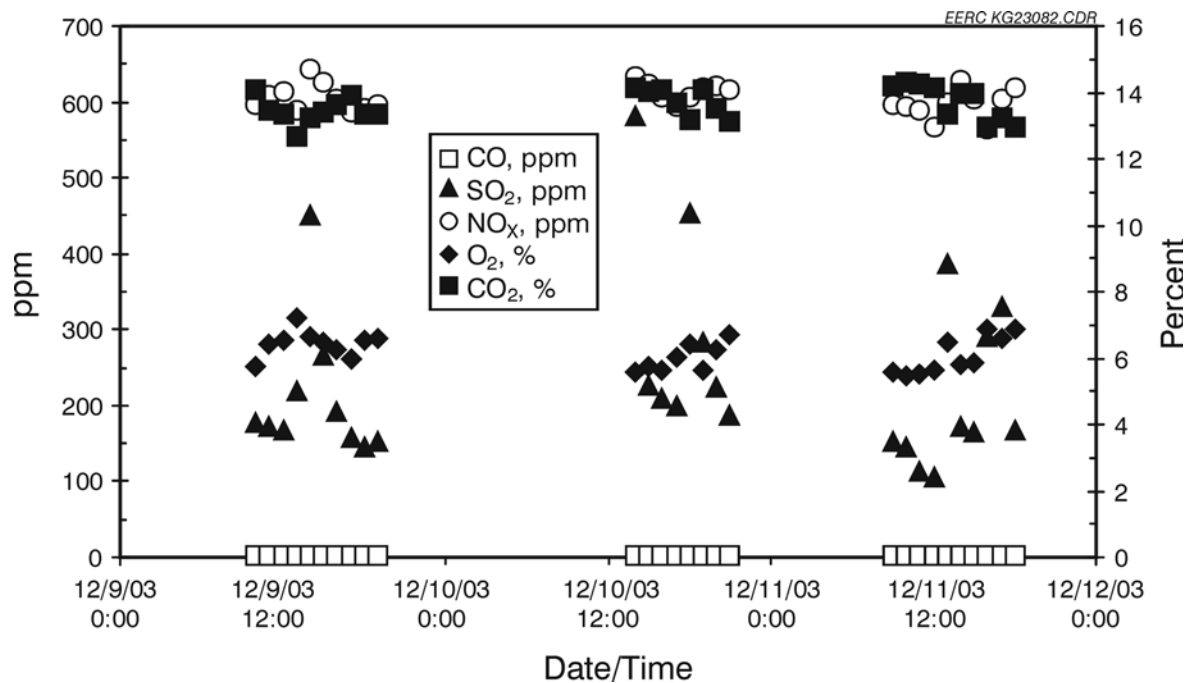 EERC KG23082.CDR
700
600
500
400
300
200
100
0
ppm
16
14
12
10
8
6
4
2
0
Percent
CO, ppm
SO₂, ppm
NOₓ, ppm
O₂, %
CO₂, %
12/9/03 12/9/03 12/10/03 12/10/03 12/11/03 12/11/03 12/12/03
0:00 12:00 0:00 12:00 0:00 12:00 0:00
Date/Time